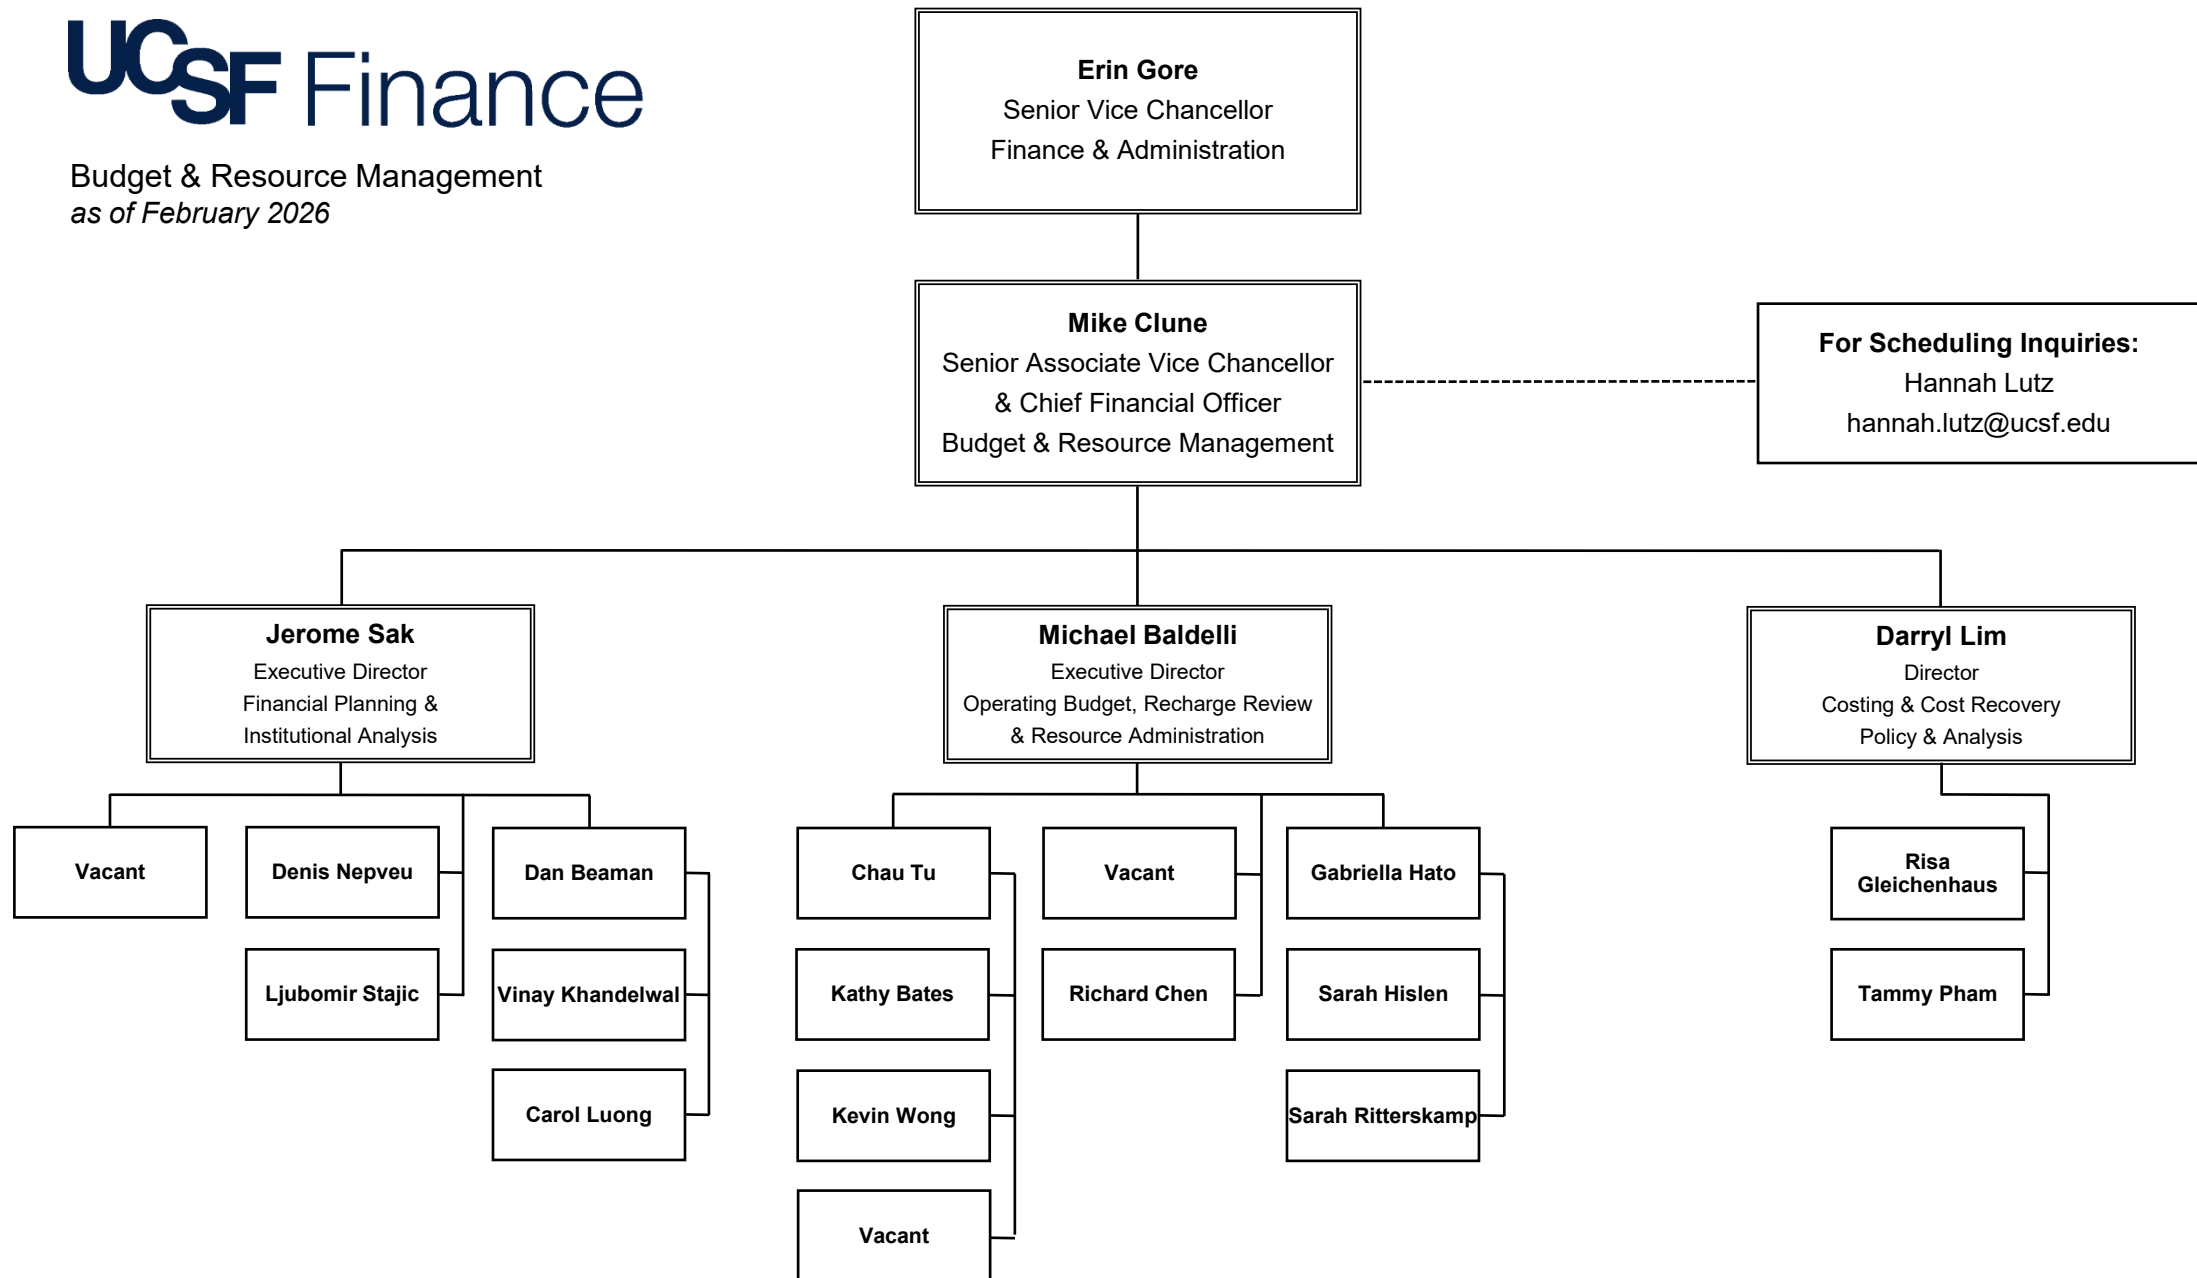 UCSF Finance
Budget & Resource Management
as of February 2026
Erin Gore
Senior Vice Chancellor
Finance & Administration
Mike Clune
Senior Associate Vice Chancellor
& Chief Financial Officer
Budget & Resource Management
For Scheduling Inquiries:
Hannah Lutz
hannah.lutz@ucsf.edu
Jerome Sak
Executive Director
Financial Planning &
Institutional Analysis
Michael Baldelli
Executive Director
Operating Budget, Recharge Review
& Resource Administration
Darryl Lim
Director
Costing & Cost Recovery
Policy & Analysis
Vacant
Denis Nepveu
Ljubomir Stajic
Dan Beaman
Vinay Khandelwal
Carol Luong
Chau Tu
Kathy Bates
Kevin Wong
Vacant
Vacant
Richard Chen
Gabriella Hato
Sarah Hislen
Sarah Ritterskamp
Risa
Gleichenhaus
Tammy Pham